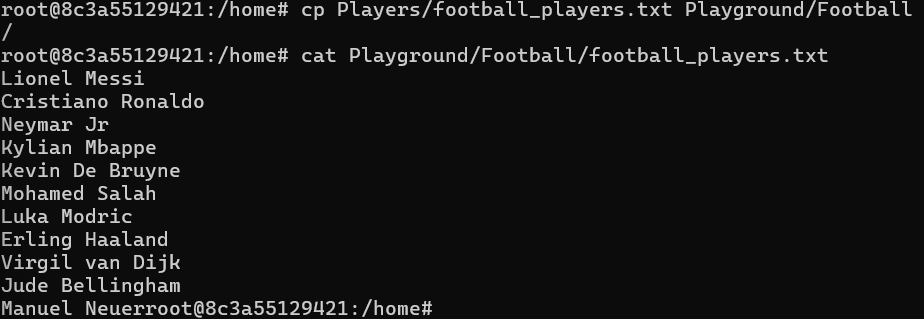 root@8c3a55129421:/home# cp Players/football_players.txt Playground/Football
/
root@8c3a55129421:/home# cat Playground/Football/football_players.txt
Lionel Messi
Cristiano Ronaldo
Neymar Jr
Kylian Mbappe
Kevin De Bruyne
Mohamed Salah
Luka Modric
Erling Haaland
Virgil van Dijk
Jude Bellingham
Manuel Neuerroot@8c3a55129421:/home#